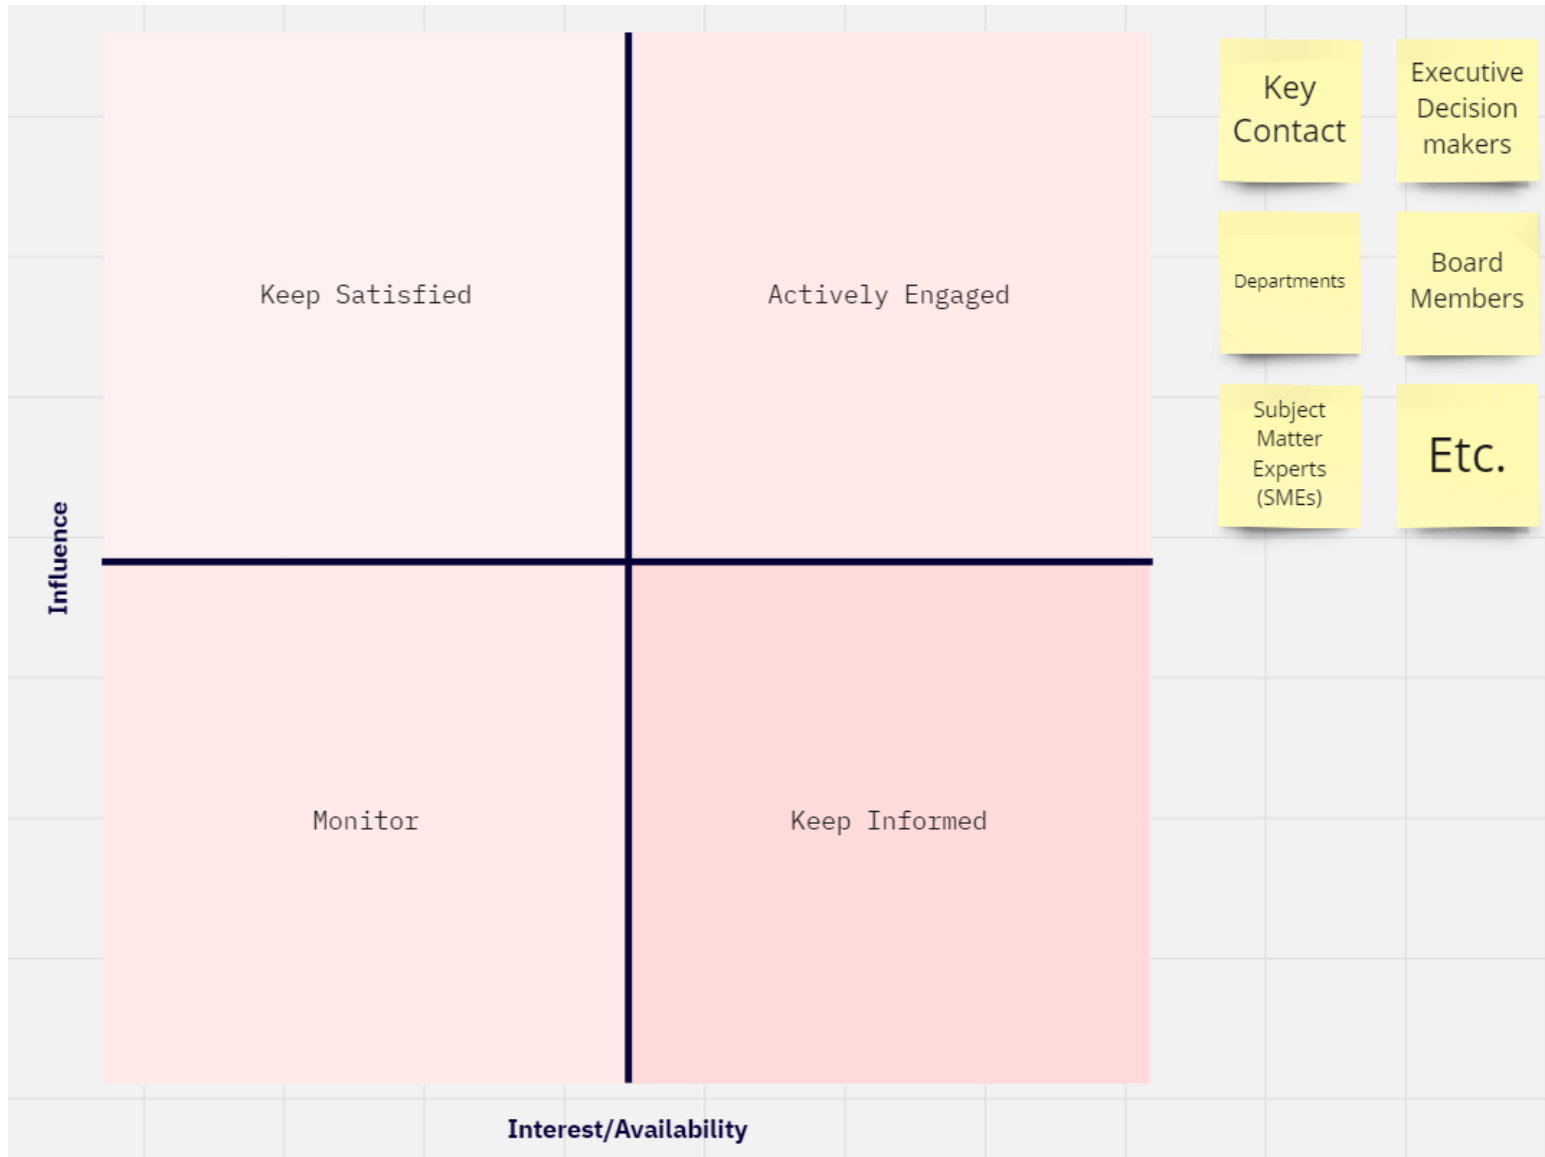 Keep Satisfied
Actively Engaged
Monitor
Keep Informed
Influence
Interest/Availability
Key
Contact
Executive
Decision
makers
Departments
Board
Members
Subject
Matter
Experts
(SMEs)
Etc.